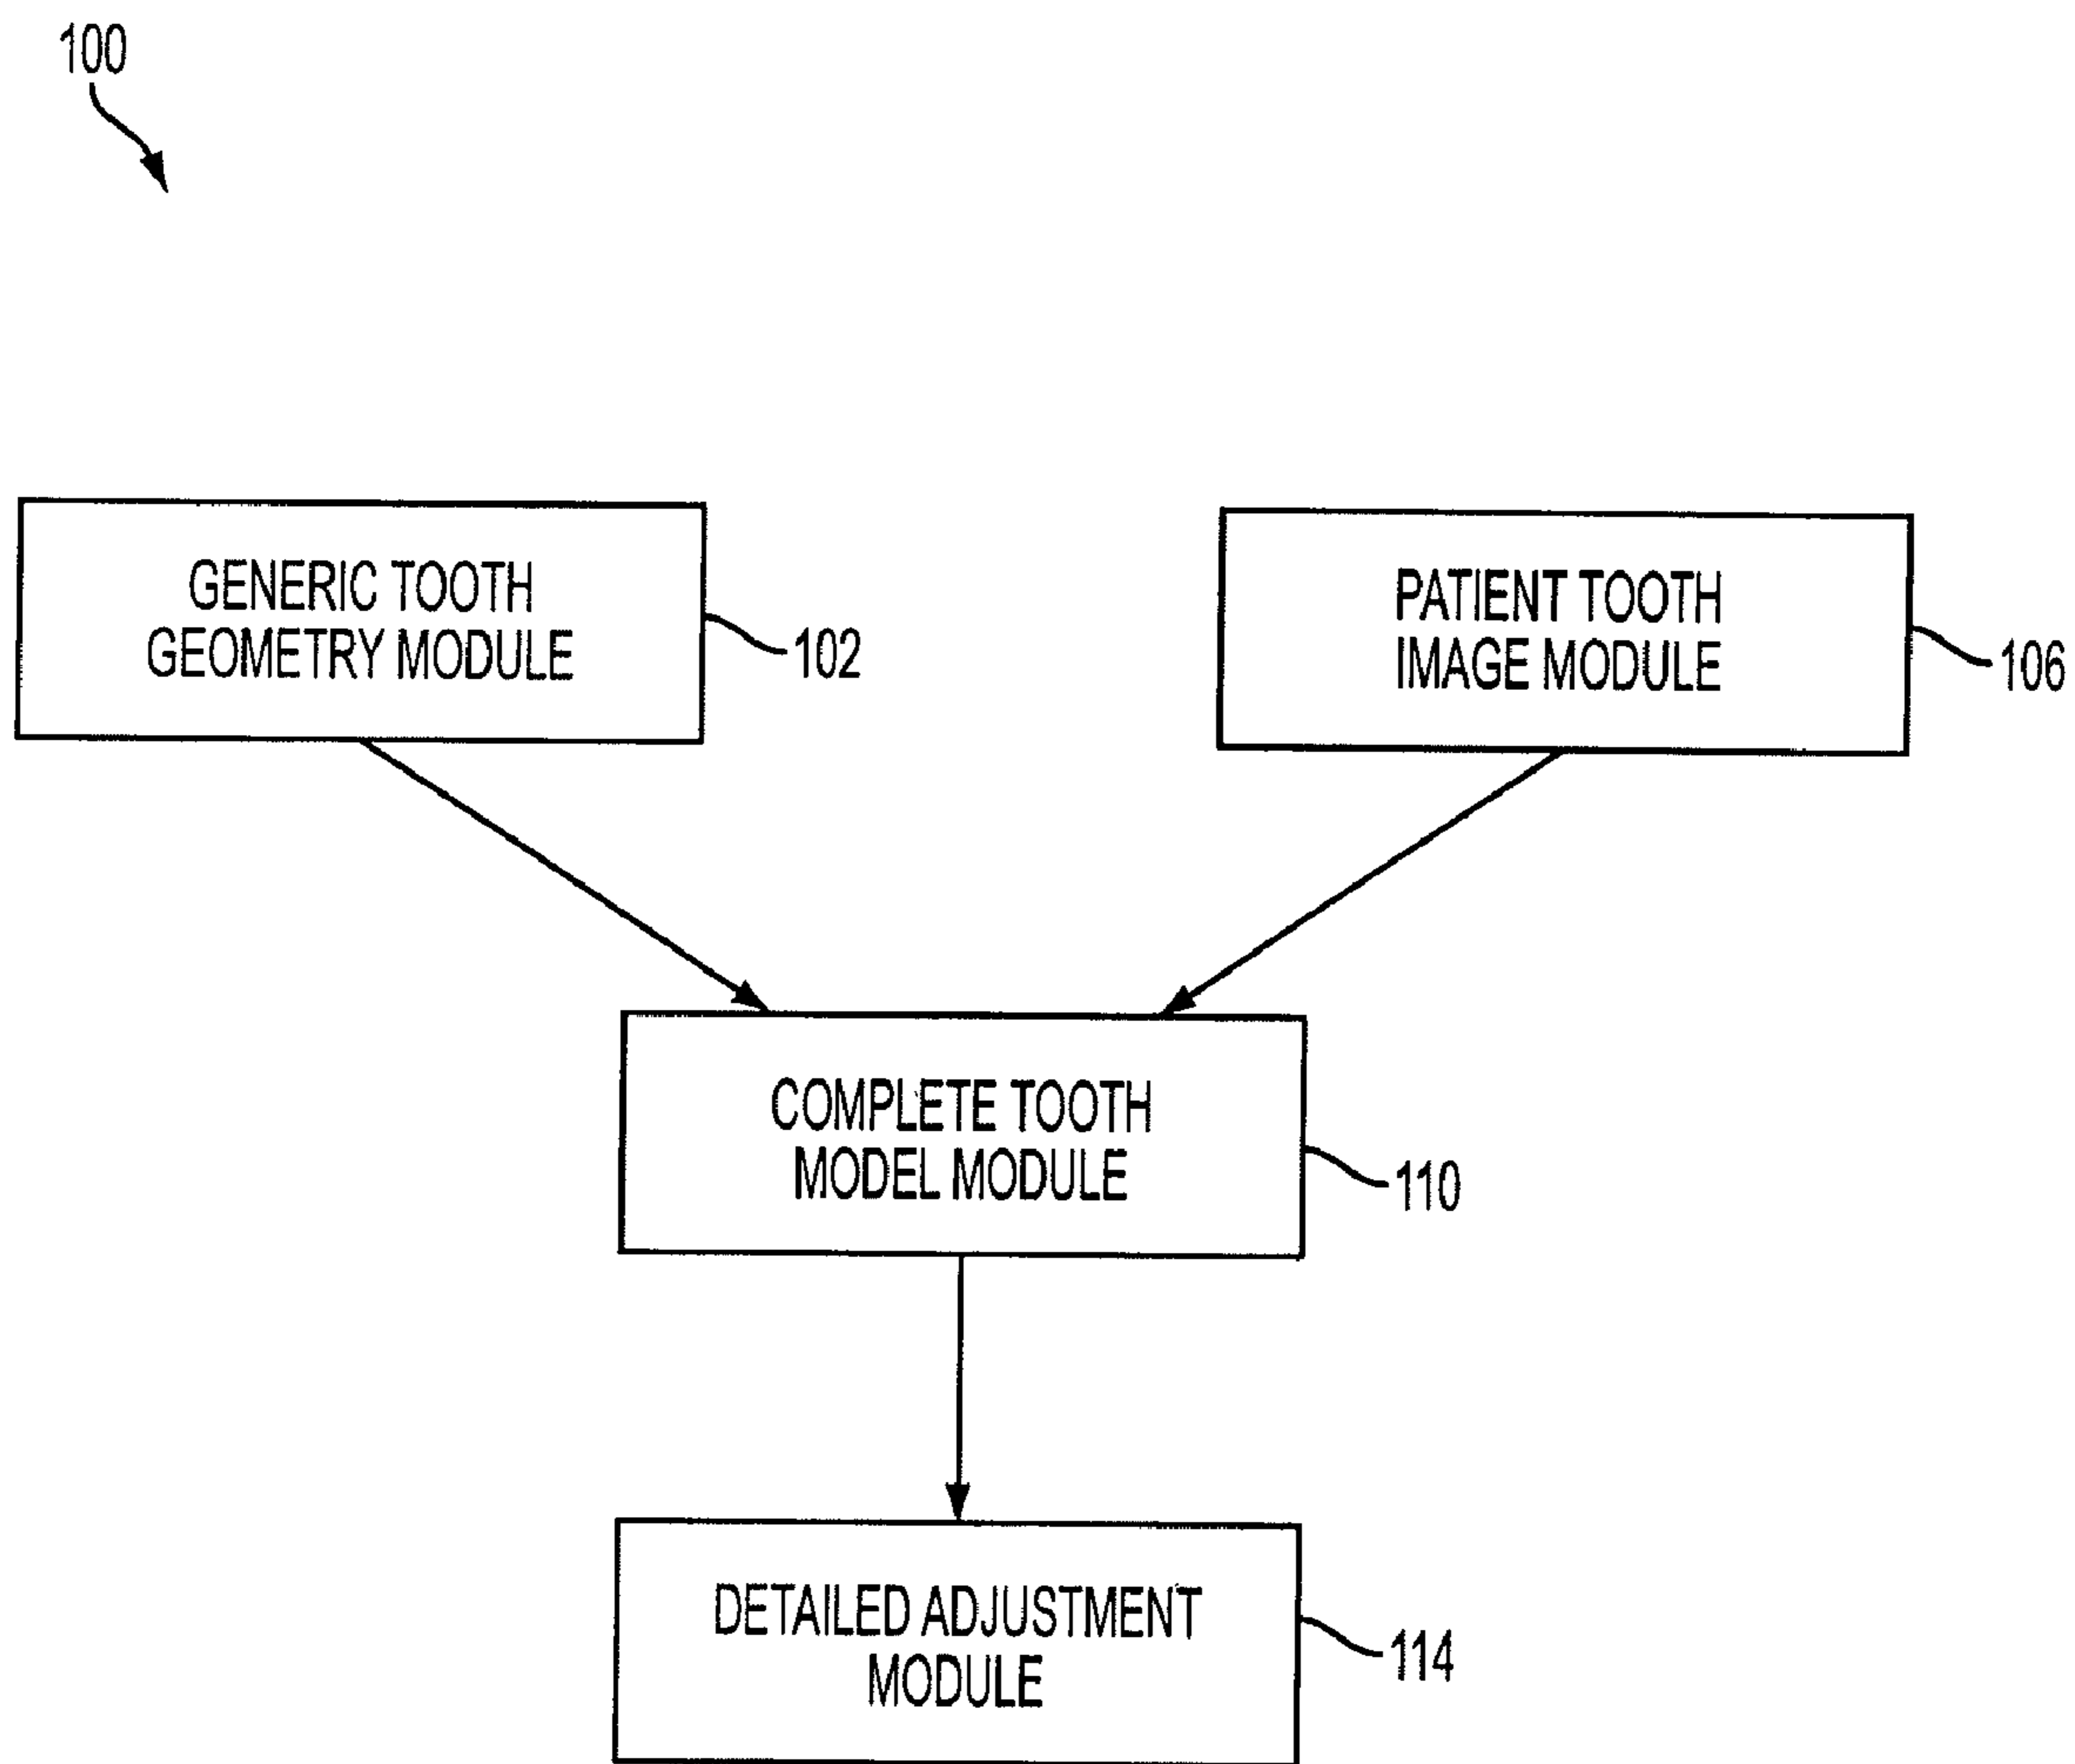 100
GENERIC TOOTH
GEOMETRY MODULE
102
PATIENT TOOTH
IMAGE MODULE
106
COMPLETE TOOTH
MODEL MODULE
110
DETAILED ADJUSTMENT
MODULE
114